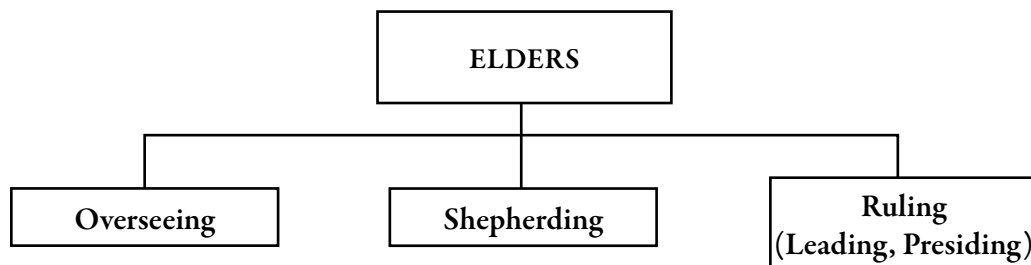 ELDERS
Overseeing
Shepherding
Ruling
(Leading, Presiding)